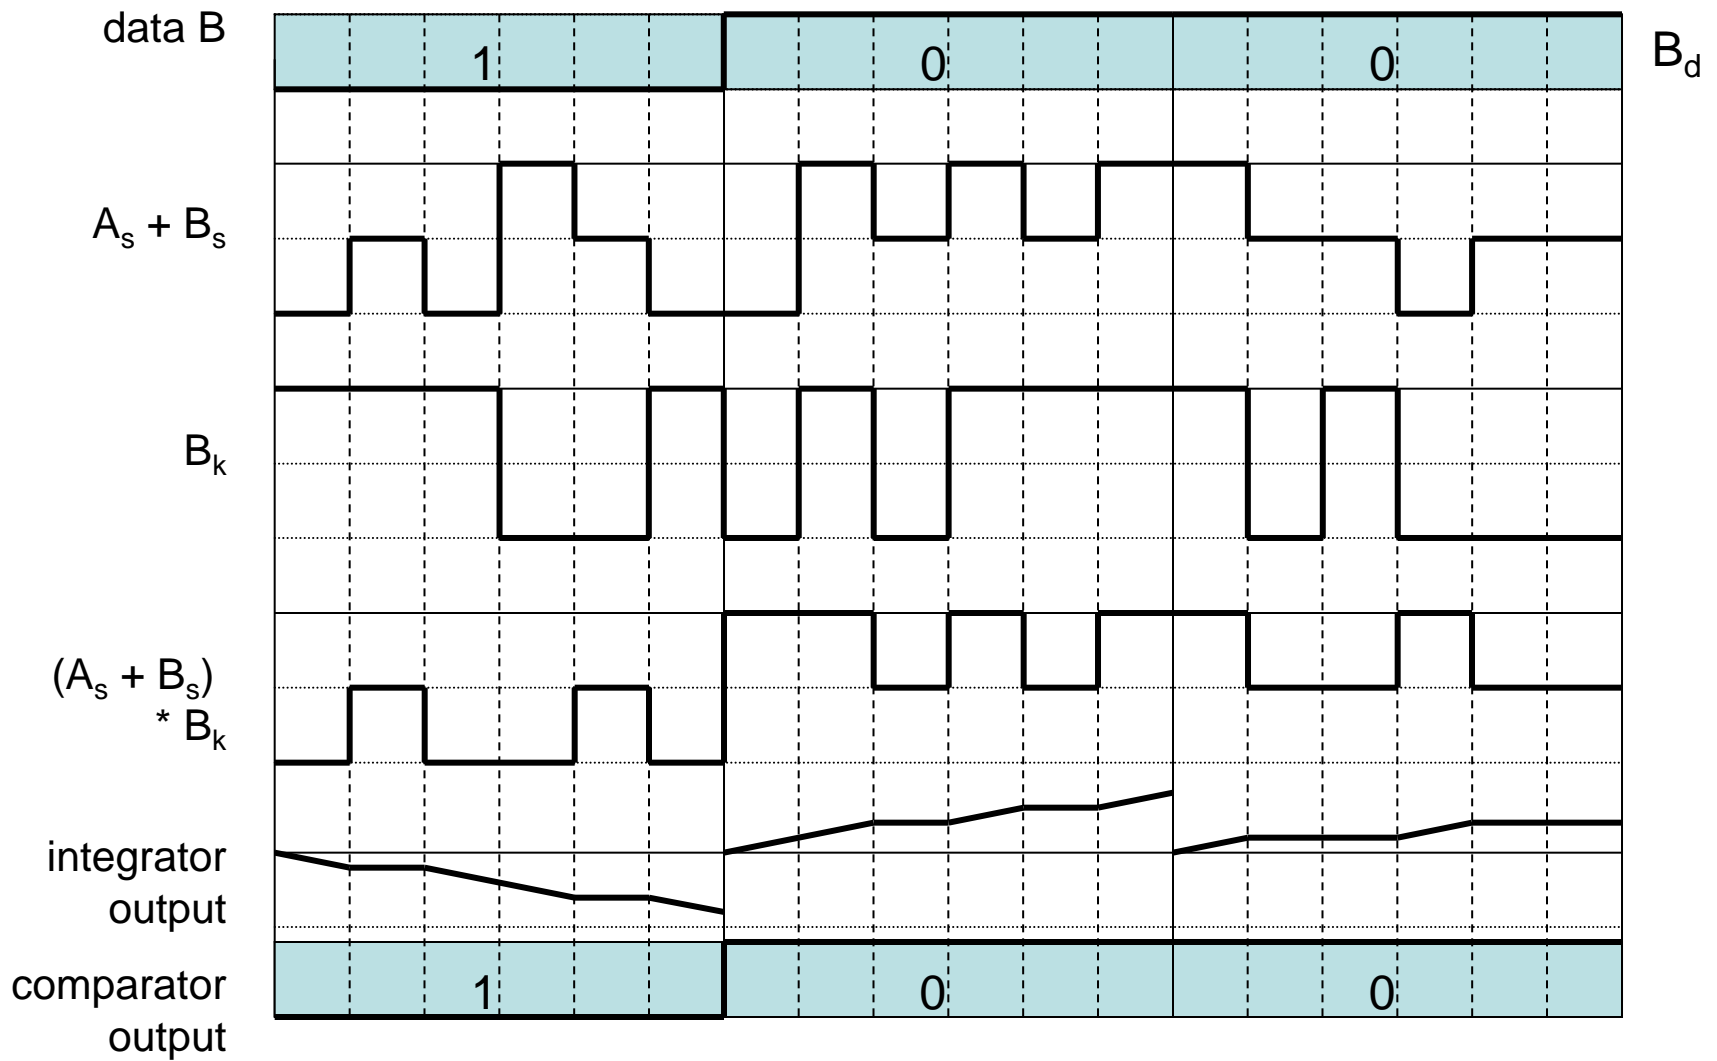 data B
1 0 0
B_d
A_s + B_s
B_k
(A_s + B_s)
* B_k
integrator
output
comparator
output
1 0 0